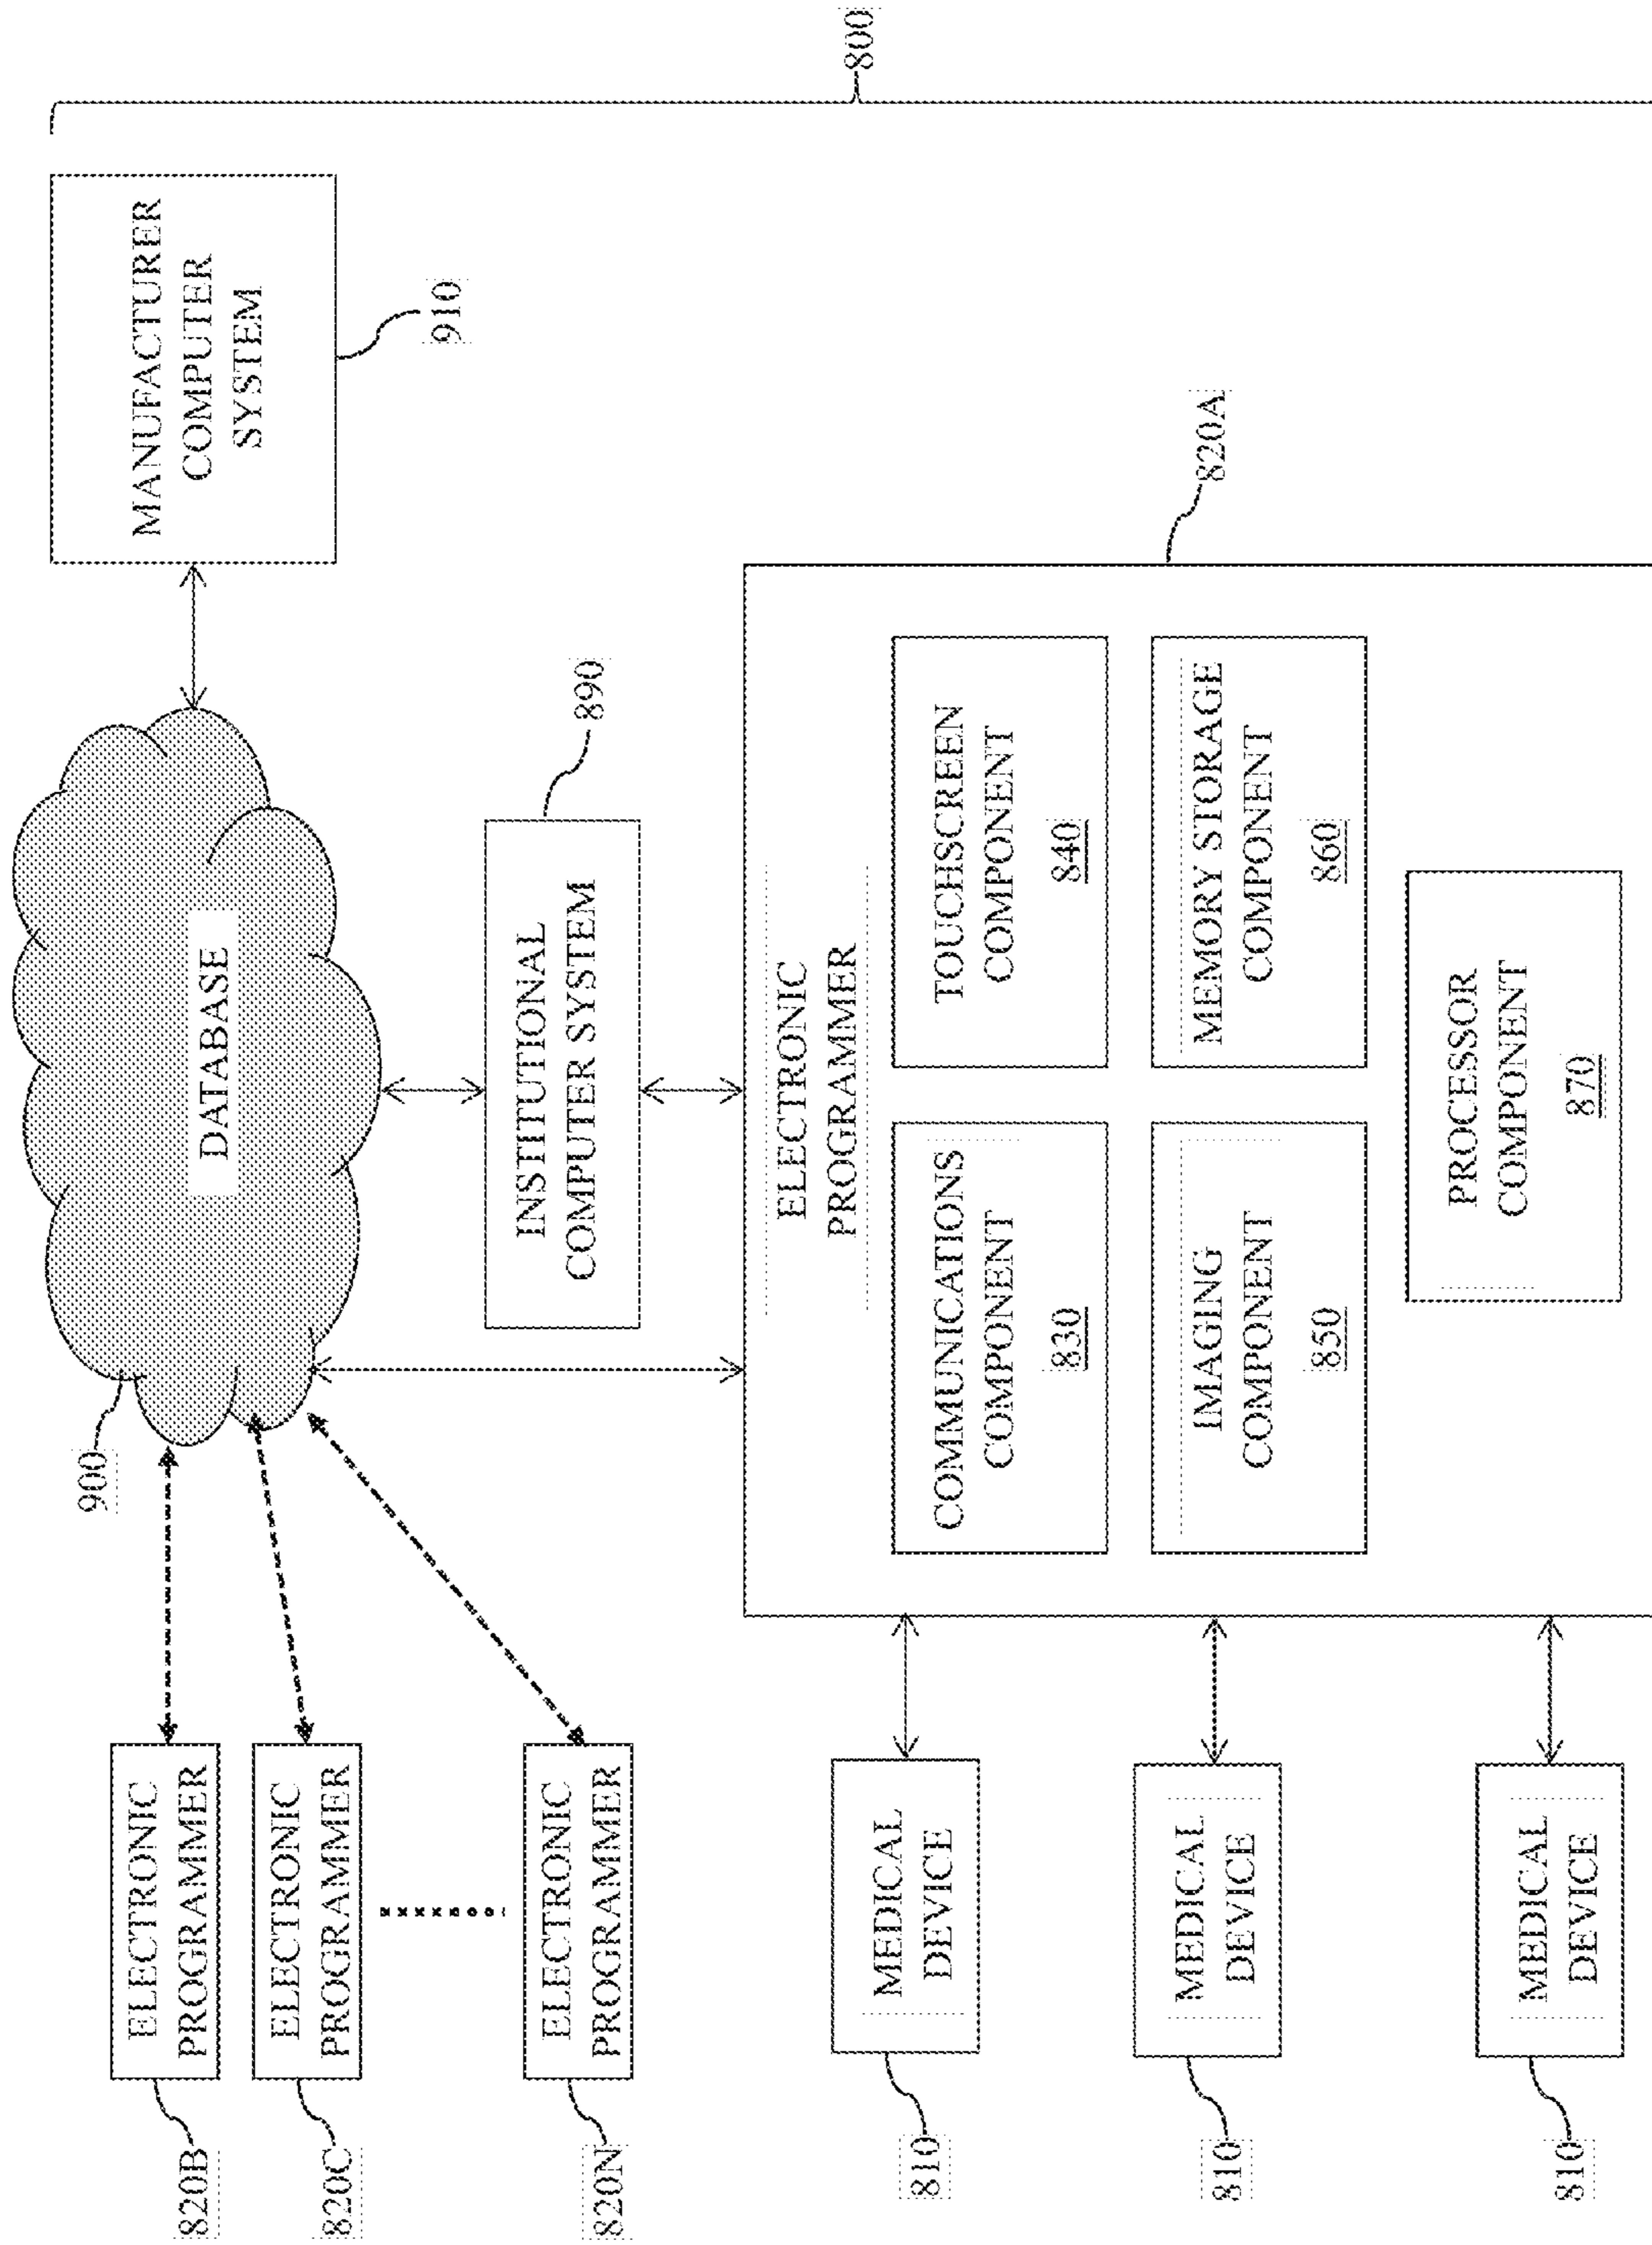 820B
ELECTRONIC
PROGRAMMER
820C
ELECTRONIC
PROGRAMMER
820N
ELECTRONIC
PROGRAMMER
900
DATABASE
MANUFACTURER
COMPUTER
SYSTEM
910
INSTITUTIONAL
COMPUTER SYSTEM
890
800
810
MEDICAL
DEVICE
810
MEDICAL
DEVICE
810
MEDICAL
DEVICE
ELECTRONIC
PROGRAMMER
820A
COMMUNICATIONS
COMPONENT
830
TOUCHSCREEN
COMPONENT
840
IMAGING
COMPONENT
850
MEMORY STORAGE
COMPONENT
860
PROCESSOR
COMPONENT
870